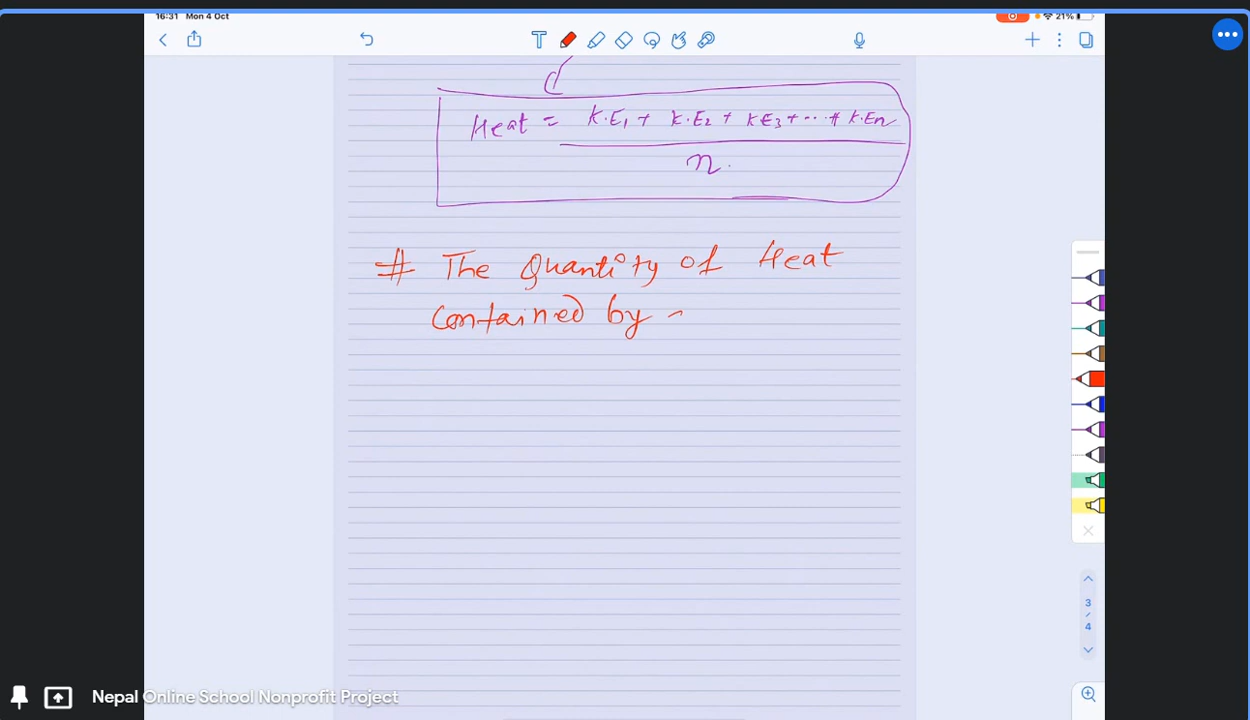 16:31 Mon 4 Oct
21%
Heat = K.E1 + K.E2 + K.E3 + ... + K.En
n.
# The Quantity of Heat
contained by
3
/
4
Nepal Online School Nonprofit Project